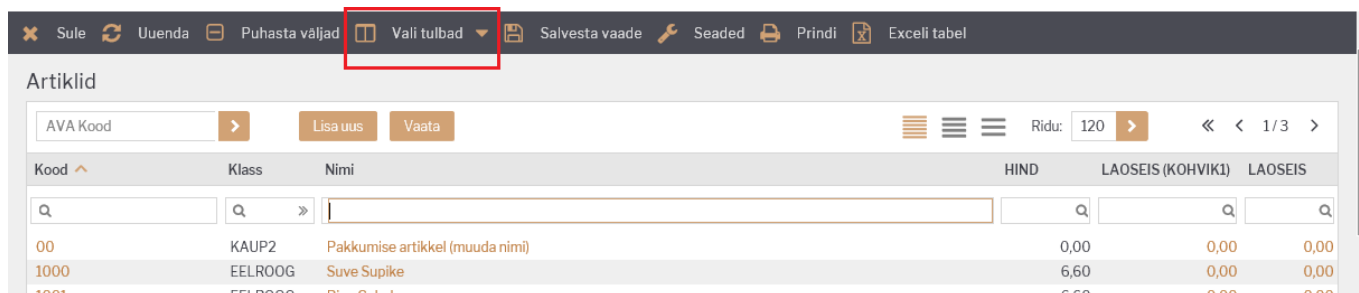 Sule Uuenda Puhasta väljad Vali tulbad Salvesta vaade Seaded Prindi Exceli tabel
Artiklid
AVA Kood Lisa uus Vaata Ridu: 120 1/3
Kood Klass Nimi HIND LAOSEIS (KOHVIK1) LAOSEIS
00 KAUP2 Pakkumise artikkel (muuda nimi) 0,00 0,00 0,00
1000 EELROOG Suve Supike 6,60 0,00 0,00